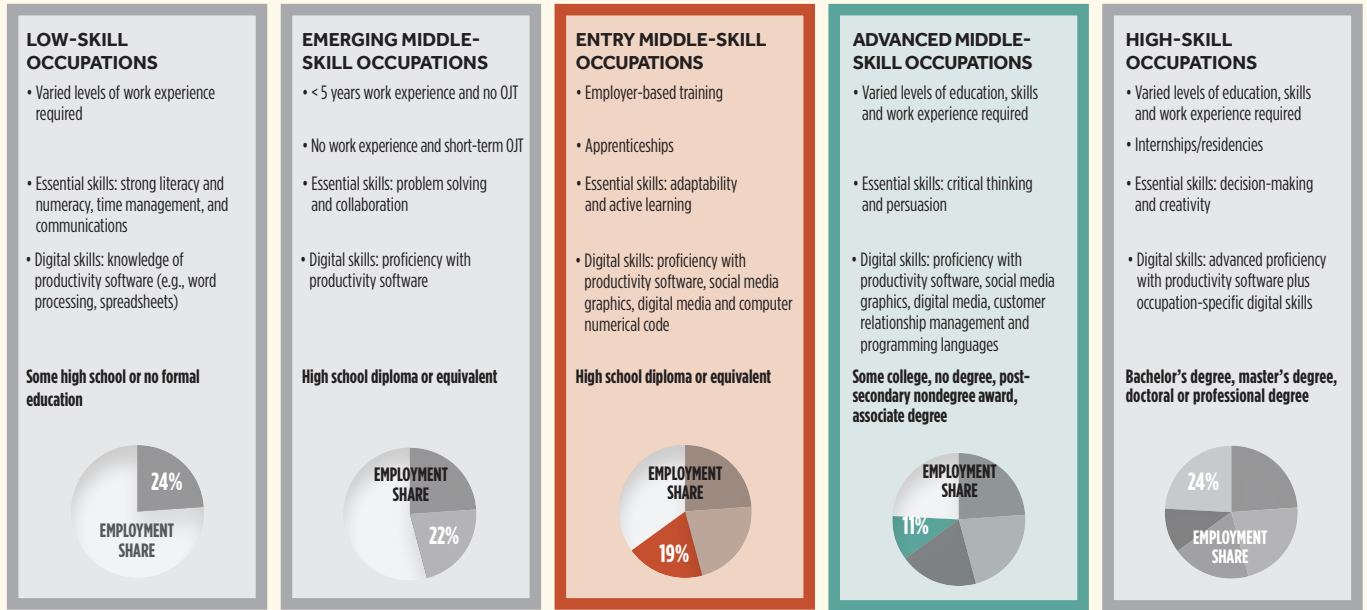 LOW-SKILL
OCCUPATIONS
• Varied levels of work experience
required
• Essential skills: strong literacy and
numeracy, time management, and
communications
• Digital skills: knowledge of
productivity software (e.g., word
processing, spreadsheets)
Some high school or no formal
education
24%
EMPLOYMENT
SHARE
EMERGING MIDDLE-
SKILL OCCUPATIONS
• < 5 years work experience and no OJT
• No work experience and short-term OJT
• Essential skills: problem solving
and collaboration
• Digital skills: proficiency with
productivity software
High school diploma or equivalent
EMPLOYMENT
SHARE
22%
ENTRY MIDDLE-SKILL
OCCUPATIONS
• Employer-based training
• Apprenticeships
• Essential skills: adaptability
and active learning
• Digital skills: proficiency with
productivity software, social media
graphics, digital media and computer
numerical code
High school diploma or equivalent
EMPLOYMENT
SHARE
19%
ADVANCED MIDDLE-
SKILL OCCUPATIONS
• Varied levels of education, skills
and work experience required
• Essential skills: critical thinking
and persuasion
• Digital skills: proficiency with
productivity software, social media
graphics, digital media, customer
relationship management and
programming languages
Some college, no degree, post-
secondary nondegree award,
associate degree
EMPLOYMENT
SHARE
11%
HIGH-SKILL
OCCUPATIONS
• Varied levels of education, skills
and work experience required
• Internships/residencies
• Essential skills: decision-making
and creativity
• Digital skills: advanced proficiency
with productivity software plus
occupation-specific digital skills
Bachelor's degree, master's degree,
doctoral or professional degree
24%
EMPLOYMENT
SHARE